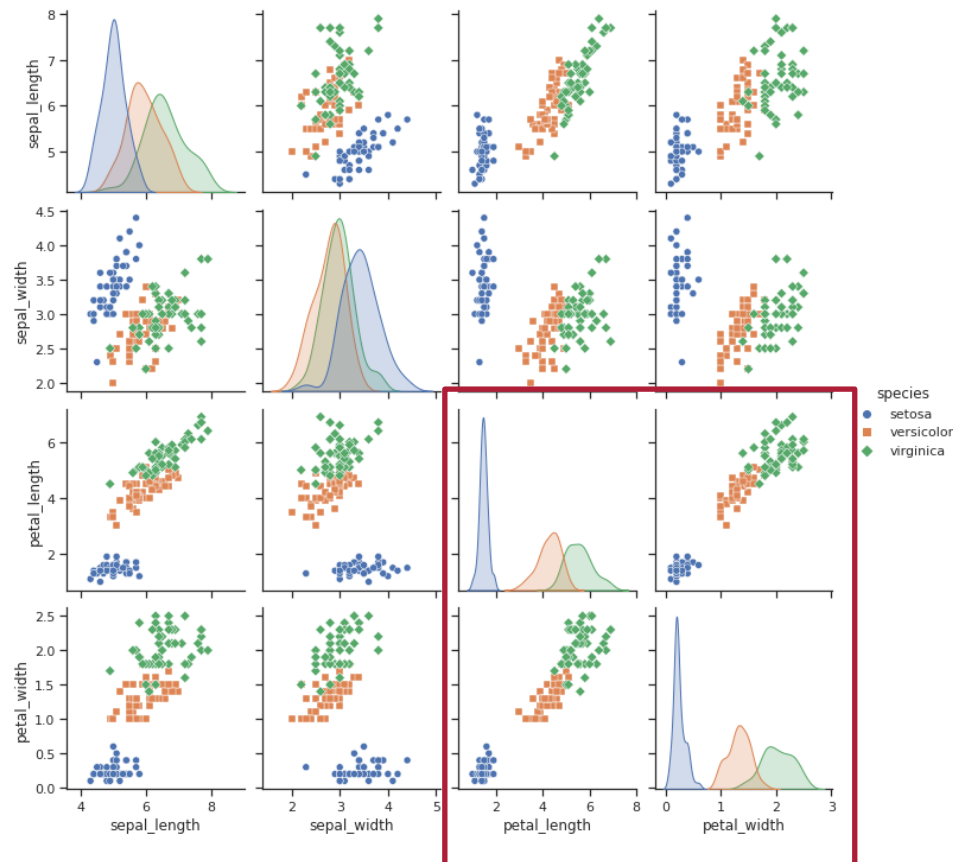 8
7
6
5
sepal_length
4.5
4.0
3.5
3.0
2.5
2.0
sepal_width
species
setosa
versicolor
virginica
6
4
2
petal_length
2.5
2.0
1.5
1.0
0.5
0.0
petal_width
4 6 8 2 3 4 5 2 4 6 8 0 1 2 3
sepal_length sepal_width petal_length petal_width